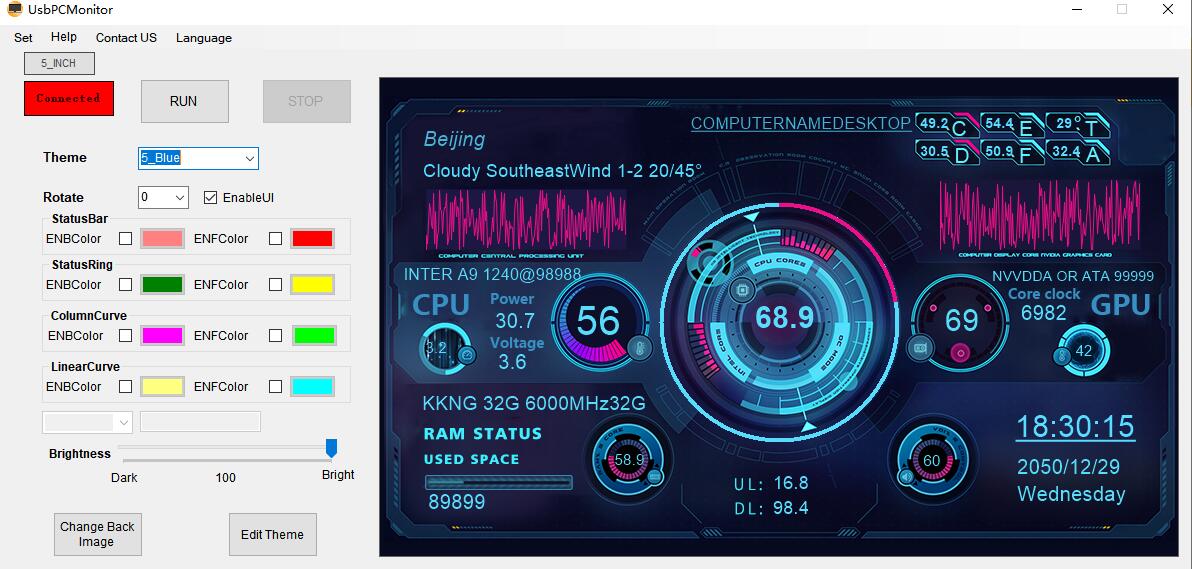 UsbPCMonitor
Set Help Contact US Language
5_INCH
Connected RUN STOP
Theme 5_Blue
Rotate 0 EnableUI
StatusBar
ENBColor ENFColor
StatusRing
ENBColor ENFColor
ColumnCurve
ENBColor ENFColor
LinearCurve
ENBColor ENFColor
Brightness
Dark 100 Bright
Change Back
Image
Edit Theme
Beijing
COMPUTERNAMEDESKTOP
49.2 C 54.4 E 29° T
30.5 D 50.9 F 32.4 A
Cloudy SoutheastWind 1-2 20/45°
COMPUTER CENTRAL PROCESSING UNIT
COMPUTER DISPLAY CORE NVIDIA GRAPHICS CARD
INTER A9 1240@98988
CPU
Power
30.7
Voltage
3.6
3.2
56
CPU CORES
68.9
INTEL CORE
OC MODE
NVVDDA OR ATA 99999
Core clock
6982
GPU
69
42
KKNG 32G 6000MHz32G
RAM STATUS
USED SPACE
89899
58.9
UL: 16.8
DL: 98.4
60
18:30:15
2050/12/29
Wednesday